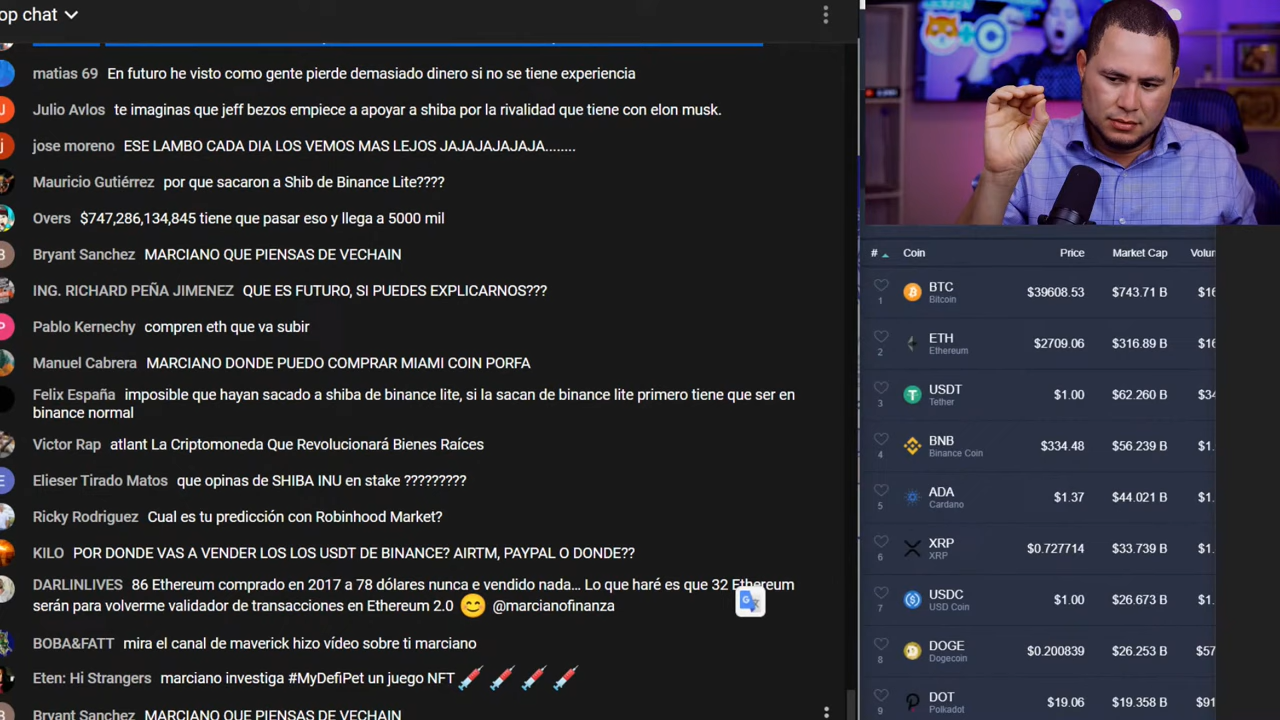 op chat
matias 69 En futuro he visto como gente pierde demasiado dinero si no se tiene experiencia
Julio Avlos te imaginas que jeff bezos empiece a apoyar a shiba por la rivalidad que tiene con elon musk.
jose moreno ESE LAMBO CADA DIA LOS VEMOS MAS LEJOS JAJAJAJAJAJA........
Mauricio Gutiérrez por que sacaron a Shib de Binance Lite????
Overs $747,286,134,845 tiene que pasar eso y llega a 5000 mil
B Bryant Sanchez MARCIANO QUE PIENSAS DE VECHAIN
ING. RICHARD PEÑA JIMENEZ QUE ES FUTURO, SI PUEDES EXPLICARNOS???
P Pablo Kernechy compren eth que va subir
Manuel Cabrera MARCIANO DONDE PUEDO COMPRAR MIAMI COIN PORFA
Felix España imposible que hayan sacado a shiba de binance lite, si la sacan de binance lite primero tiene que ser en
binance normal
Victor Rap atlant La Criptomoneda Que Revolucionará Bienes Raíces
E Elieser Tirado Matos que opinas de SHIBA INU en stake ?????????
Ricky Rodriguez Cual es tu predicción con Robinhood Market?
KILO POR DONDE VAS A VENDER LOS LOS USDT DE BINANCE? AIRTM, PAYPAL O DONDE??
DARLINLIVES 86 Ethereum comprado en 2017 a 78 dólares nunca e vendido nada... Lo que haré es que 32 Ethereum
serán para volverme validador de transacciones en Ethereum 2.0 😊 @marcianofinanza
BOBA&FATT mira el canal de maverick hizo vídeo sobre ti marciano
Eten: Hi Strangers marciano investiga #MyDefiPet un juego NFT 💉 💉 💉 💉
B Bryant Sanchez MARCIANO QUE PIENSAS DE VECHAIN
# Coin Price Market Cap Volu
1 BTC Bitcoin $39608.53 $743.71 B $16
2 ETH Ethereum $2709.06 $316.89 B $16
3 USDT Tether $1.00 $62.260 B $34
4 BNB Binance Coin $334.48 $56.239 B $1.
5 ADA Cardano $1.37 $44.021 B $1.
6 XRP XRP $0.727714 $33.739 B $1.
7 USDC USD Coin $1.00 $26.673 B $1.
8 DOGE Dogecoin $0.200839 $26.253 B $57
9 DOT Polkadot $19.06 $19.358 B $91